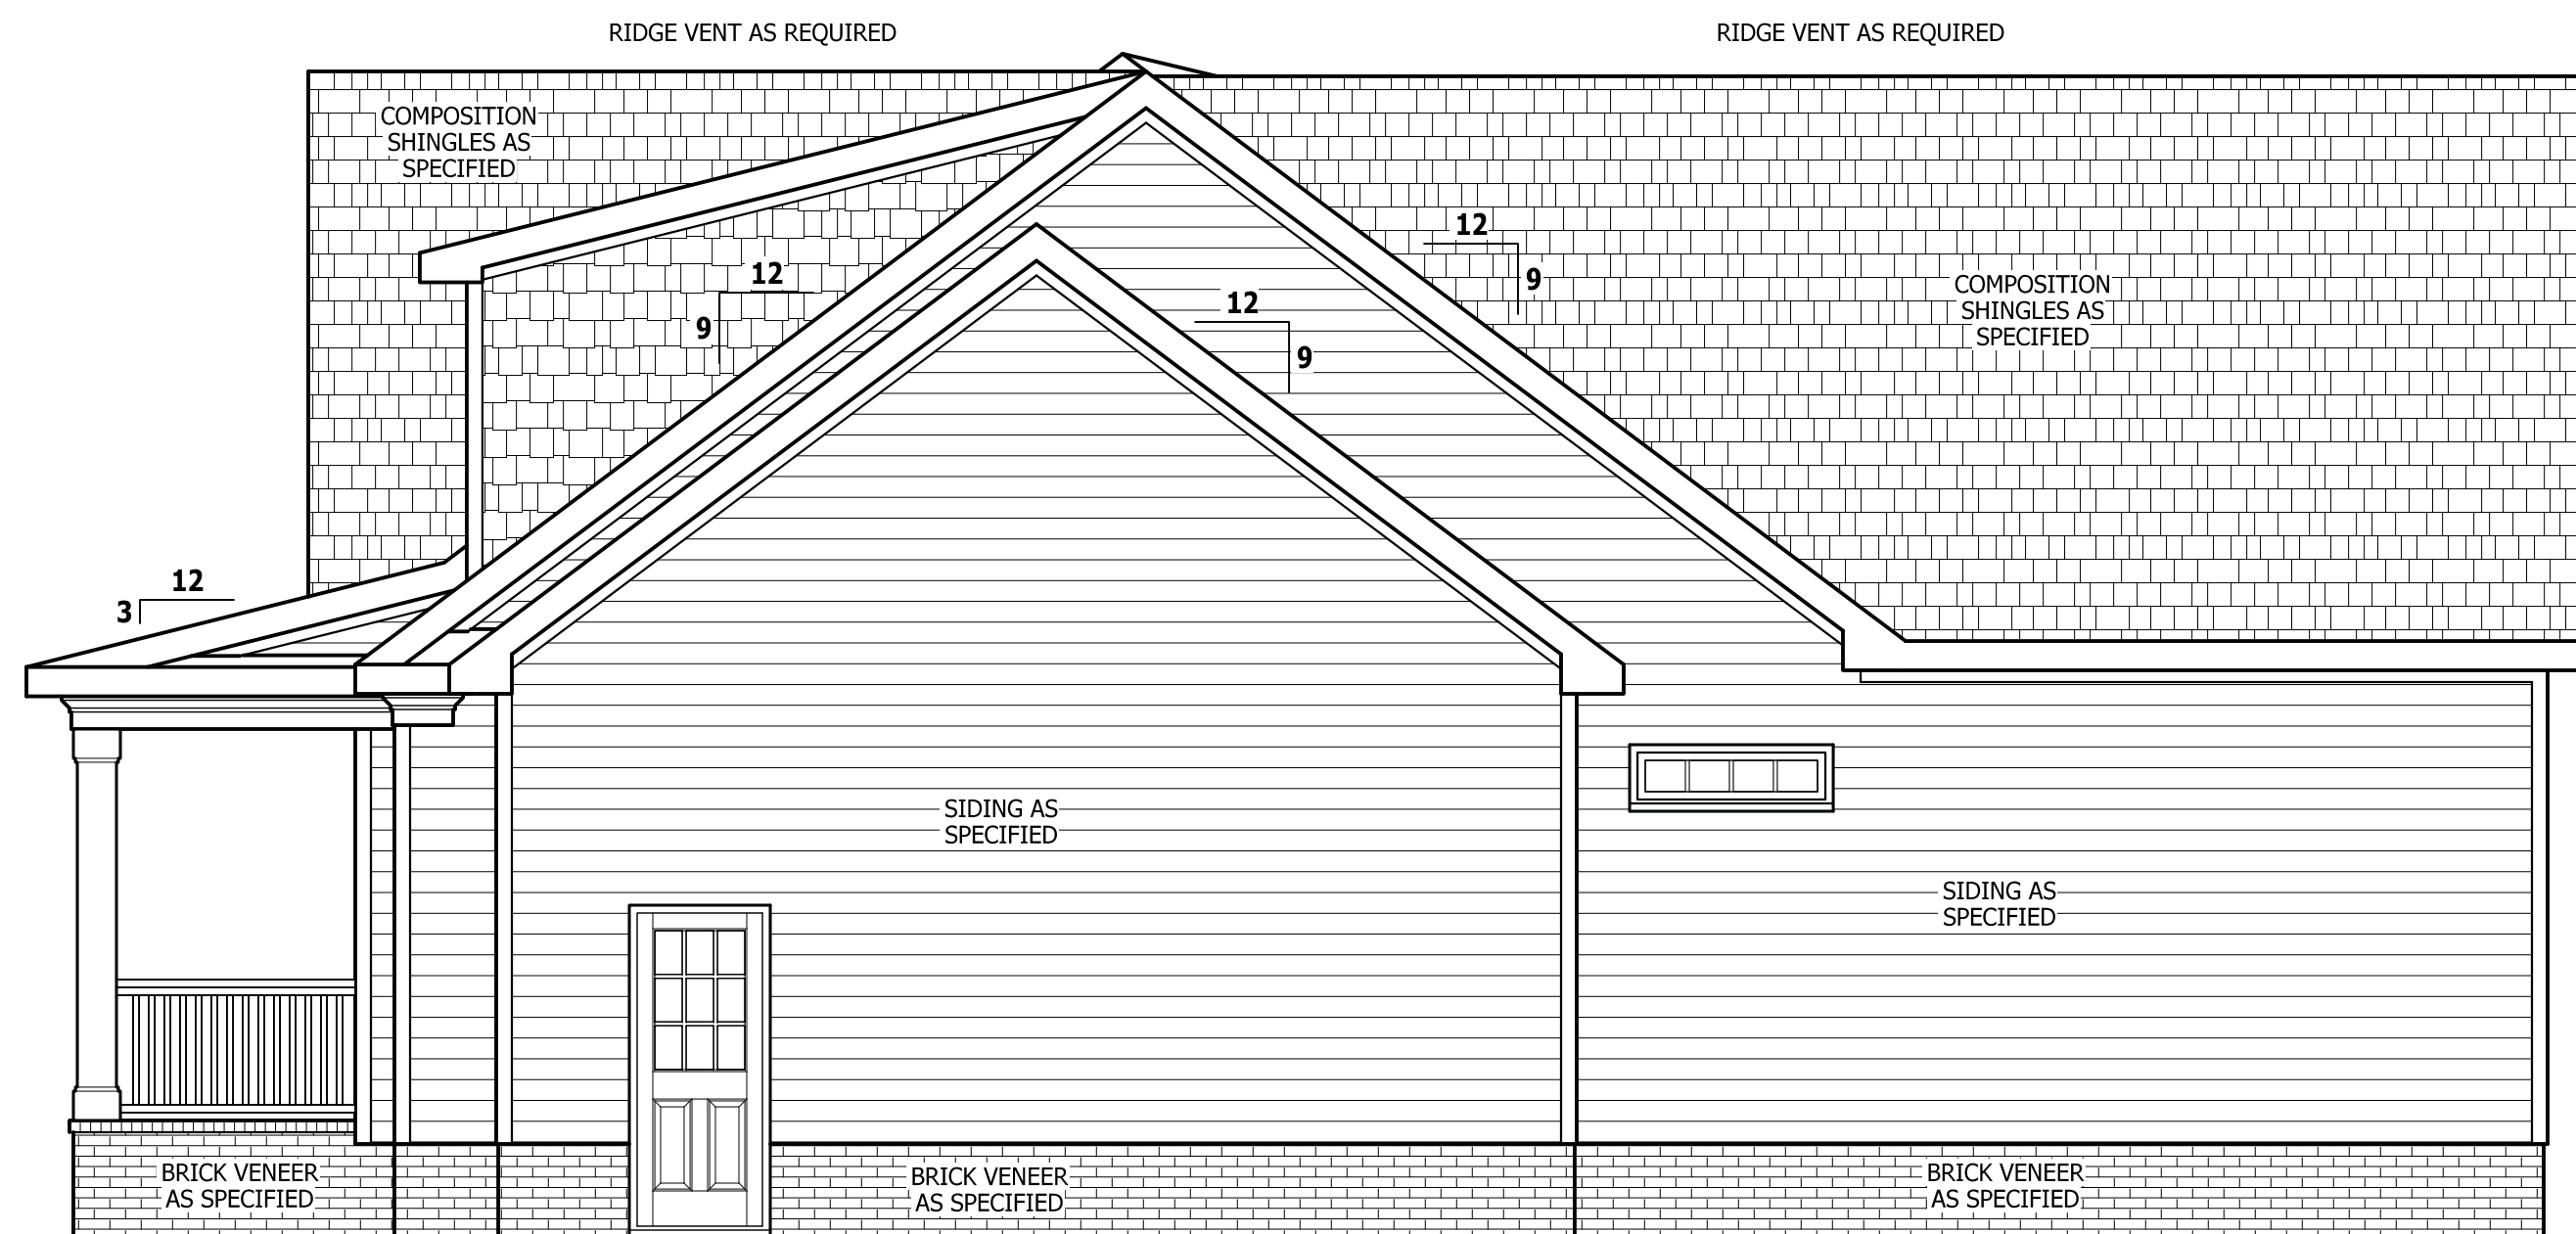 RIDGE VENT AS REQUIRED
RIDGE VENT AS REQUIRED
COMPOSITION
SHINGLES AS
SPECIFIED
12
9
12
9
12
9
COMPOSITION
SHINGLES AS
SPECIFIED
12
3
SIDING AS
SPECIFIED
SIDING AS
SPECIFIED
BRICK VENEER
AS SPECIFIED
BRICK VENEER
AS SPECIFIED
BRICK VENEER
AS SPECIFIED